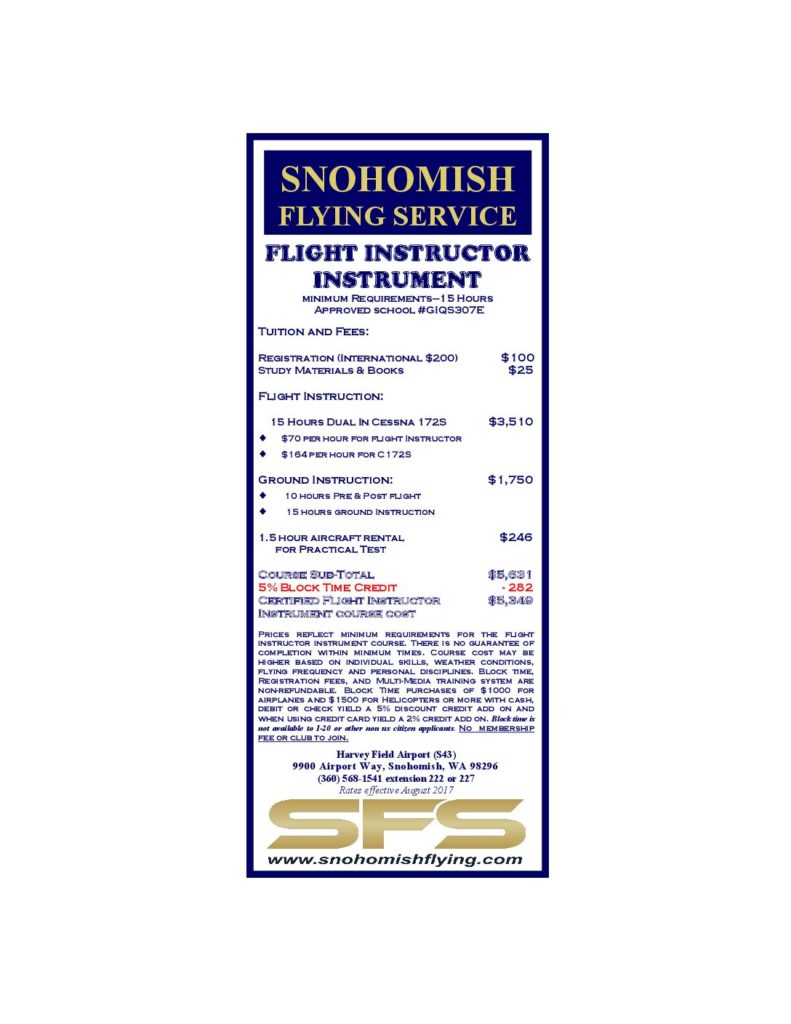 SNOHOMISH
FLYING SERVICE
FLIGHT INSTRUCTOR
INSTRUMENT
MINIMUM REQUIREMENTS—15 HOURS
APPROVED SCHOOL #GIQS307E
TUITION AND FEES:
REGISTRATION (INTERNATIONAL $200) $100
STUDY MATERIALS & BOOKS $25
FLIGHT INSTRUCTION:
15 HOURS DUAL IN CESSNA 172S $3,510
◆ $70 PER HOUR FOR FLIGHT INSTRUCTOR
◆ $164 PER HOUR FOR C172S
GROUND INSTRUCTION: $1,750
◆ 10 HOURS PRE & POST FLIGHT
◆ 15 HOURS GROUND INSTRUCTION
1.5 HOUR AIRCRAFT RENTAL $246
FOR PRACTICAL TEST
COURSE SUB-TOTAL $5,631
5% BLOCK TIME CREDIT - 282
CERTIFIED FLIGHT INSTRUCTOR $5,349
INSTRUMENT COURSE COST
PRICES REFLECT MINIMUM REQUIREMENTS FOR THE FLIGHT
INSTRUCTOR INSTRUMENT COURSE. THERE IS NO GUARANTEE OF
COMPLETION WITHIN MINIMUM TIMES. COURSE COST MAY BE
HIGHER BASED ON INDIVIDUAL SKILLS, WEATHER CONDITIONS,
FLYING FREQUENCY AND PERSONAL DISCIPLINES. BLOCK TIME,
REGISTRATION FEES, AND MULTI-MEDIA TRAINING SYSTEM ARE
NON-REFUNDABLE. BLOCK TIME PURCHASES OF $1000 FOR
AIRPLANES AND $1500 FOR HELICOPTERS OR MORE WITH CASH,
DEBIT OR CHECK YIELD A 5% DISCOUNT CREDIT ADD ON AND
WHEN USING CREDIT CARD YIELD A 2% CREDIT ADD ON. Block time is
not available to I-20 or other non us citizen applicants. NO MEMBERSHIP
FEE OR CLUB TO JOIN.
Harvey Field Airport (S43)
9900 Airport Way, Snohomish, WA 98296
(360) 568-1541 extension 222 or 227
Rates effective August 2017
SFS
www.snohomishflying.com